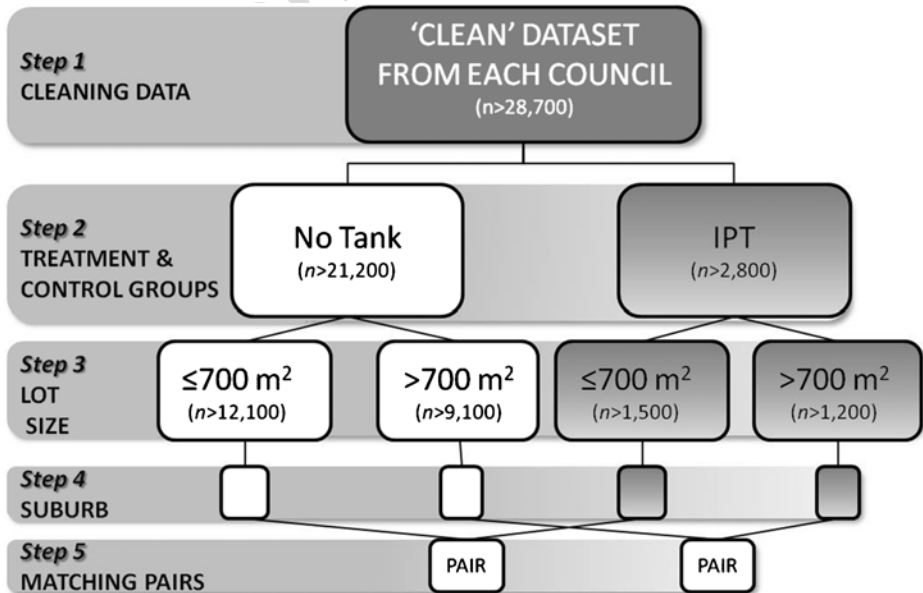 Step 1
CLEANING DATA
‘CLEAN’ DATASET
FROM EACH COUNCIL
(n>28,700)
Step 2
TREATMENT &
CONTROL GROUPS
No Tank
(n>21,200)
IPT
(n>2,800)
Step 3
LOT
SIZE
≤700 m²
(n>12,100)
>700 m²
(n>9,100)
≤700 m²
(n>1,500)
>700 m²
(n>1,200)
Step 4
SUBURB
Step 5
MATCHING PAIRS
PAIR
PAIR